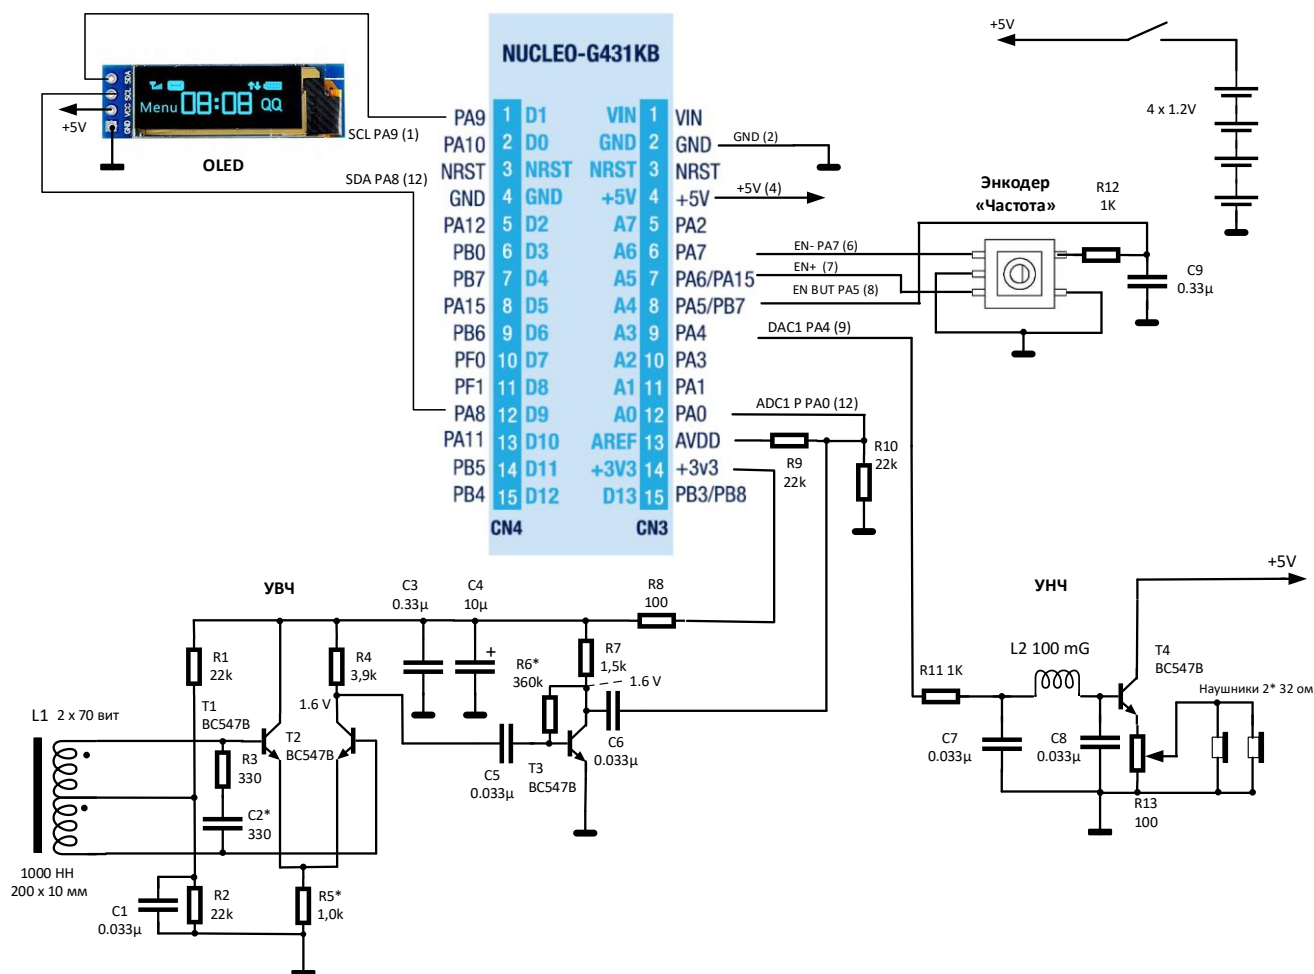 NUCLEO-G431KB
+5V
4 x 1.2V
SDA
SCL
VCC
GND
Menu 08:08 QQ
+5V
OLED
SCL PA9 (1)
SDA PA8 (12)
PA9 1 D1 VIN 1 VIN
PA10 2 D0 GND 2 GND
NRST 3 NRST NRST 3 NRST
GND 4 GND +5V 4 +5V
PA12 5 D2 A7 5 PA2
PB0 6 D3 A6 6 PA7
PB7 7 D4 A5 7 PA6/PA15
PA15 8 D5 A4 8 PA5/PB7
PB6 9 D6 A3 9 PA4
PF0 10 D7 A2 10 PA3
PF1 11 D8 A1 11 PA1
PA8 12 D9 A0 12 PA0
PA11 13 D10 AREF 13 AVDD
PB5 14 D11 +3V3 14 +3v3
PB4 15 D12 D13 15 PB3/PB8
CN4 CN3
GND (2)
+5V (4)
Энкодер
«Частота»
R12
1K
C9
0.33µ
EN- PA7 (6)
EN+ (7)
EN BUT PA5 (8)
DAC1 PA4 (9)
ADC1 P PA0 (12)
R9
22k
R10
22k
УВЧ
C3
0.33µ
C4
10µ
+
R8
100
R1
22k
R4
3,9k
R6*
360k
R7
1,5k
1.6 V
1.6 V
L1 2 x 70 вит
T1
BC547B
T2
BC547B
R3
330
C2*
330
C5
0.033µ
T3
BC547B
C6
0.033µ
1000 НН
200 x 10 мм
C1
0.033µ
R2
22k
R5*
1,0k
УНЧ
+5V
R11 1K
L2 100 mG
T4
BC547B
Наушники 2* 32 ом
C7
0.033µ
C8
0.033µ
R13
100